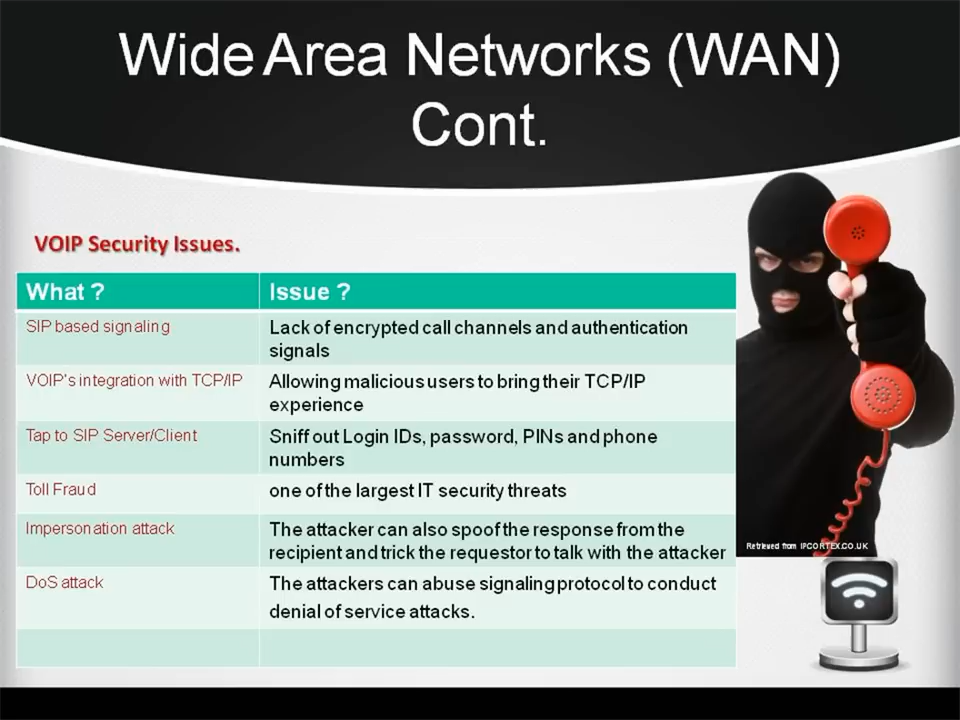 Wide Area Networks (WAN)
Cont.
VOIP Security Issues.
What ? Issue ?
SIP based signaling Lack of encrypted call channels and authentication
signals
VOIP's integration with TCP/IP Allowing malicious users to bring their TCP/IP
experience
Tap to SIP Server/Client Sniff out Login IDs, password, PINs and phone
numbers
Toll Fraud one of the largest IT security threats
Impersonation attack The attacker can also spoof the response from the
recipient and trick the requestor to talk with the attacker
DoS attack The attackers can abuse signaling protocol to conduct
denial of service attacks.
Retrieved from IPCORTEX.CO.UK